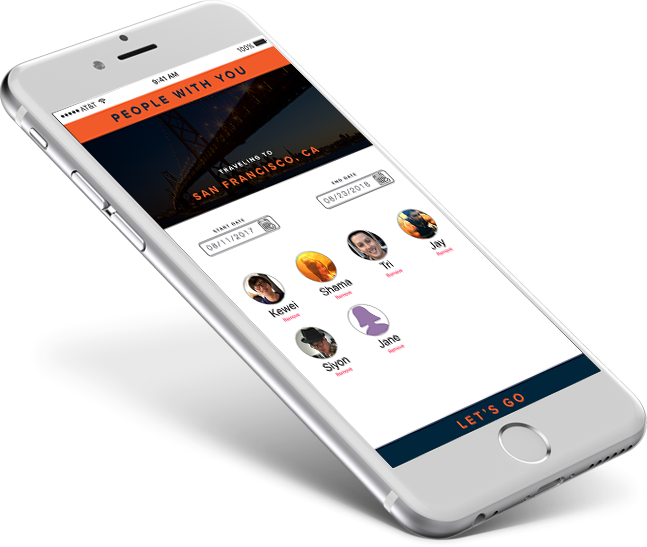 ●●●●● AT&T 9:41 AM 100%
PEOPLE WITH YOU
TRAVELING TO
SAN FRANCISCO, CA
START DATE
08/11/2017
END DATE
08/23/2018
Kewei
Remove
Shama
Remove
Tri
Remove
Jay
Remove
Siyon
Remove
Jane
Remove
LET'S GO